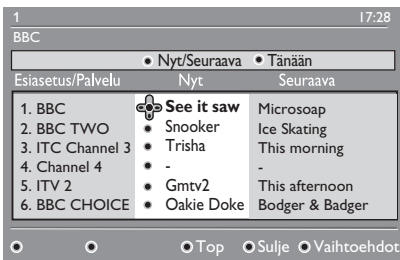 1 17:28
BBC
Nyt/Seuraava Tänään
Esiasetus/Palvelu Nyt Seuraava
1. BBC See it saw Microsoap
2. BBC TWO Snooker Ice Skating
3. ITC Channel 3 Trisha This morning
4. Channel 4 - -
5. ITV 2 Gmtv2 This afternoon
6. BBC CHOICE Oakie Doke Bodger & Badger
Top Sulje Vaihtoehdot